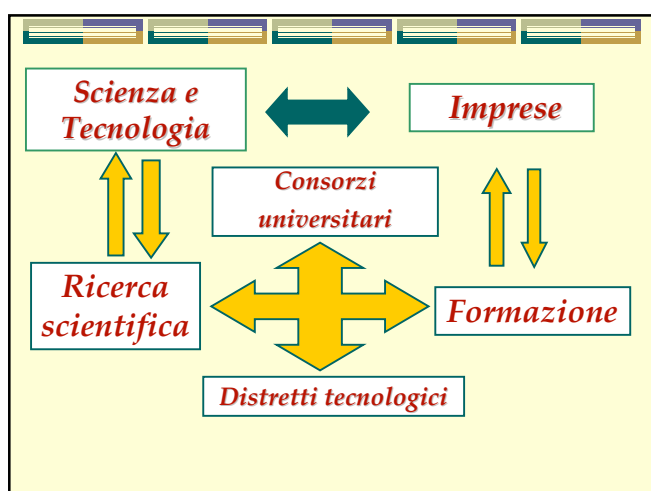 Scienza e
Tecnologia
Imprese
Consorzi
universitari
Ricerca
scientifica
Formazione
Distretti tecnologici